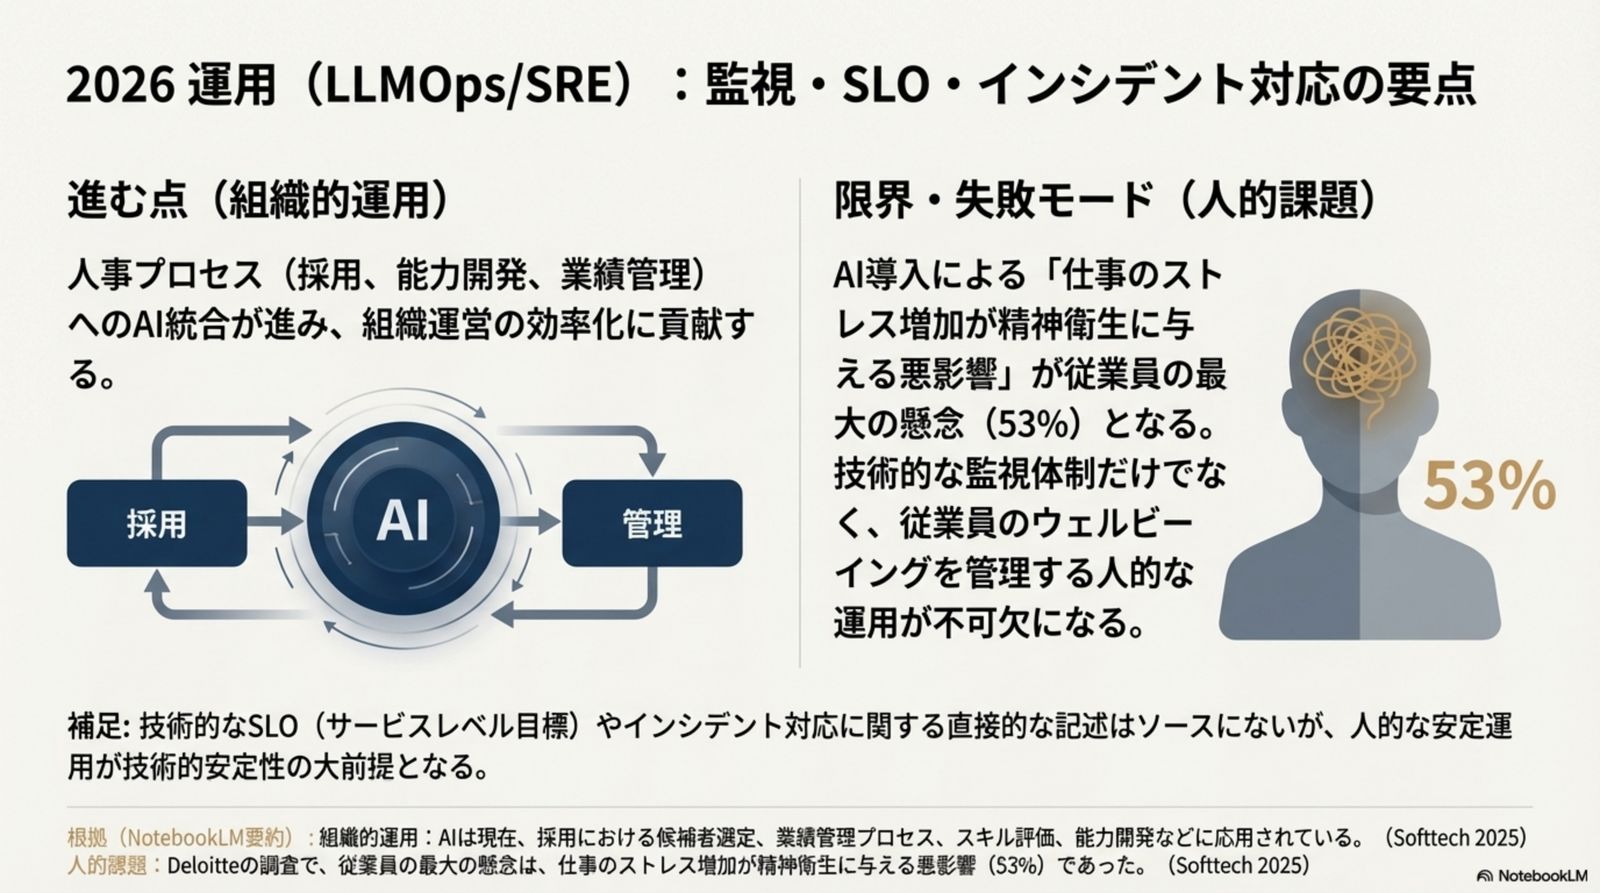 2026 運用（LLMOps/SRE）：監視・SLO・インシデント対応の要点
進む点（組織的運用）
人事プロセス（採用、能力開発、業績管理）
へのAI統合が進み、組織運営の効率化に貢献す
る。
採用
AI
管理
限界・失敗モード（人的課題）
AI導入による「仕事のスト
レス増加が精神衛生に与
える悪影響」が従業員の最
大の懸念（53%）となる。
技術的な監視体制だけでな
く、従業員のウェルビー
イングを管理する人的な
運用が不可欠になる。
53%
補足: 技術的なSLO（サービスレベル目標）やインシデント対応に関する直接的な記述はソースにないが、人的な安定運
用が技術的安定性の大前提となる。
根拠（NotebookLM要約）: 組織的運用：AIは現在、採用における候補者選定、業績管理プロセス、スキル評価、能力開発などに応用されている。（Softtech 2025）
人的課題：Deloitteの調査で、従業員の最大の懸念は、仕事のストレス増加が精神衛生に与える悪影響（53%）であった。（Softtech 2025）
NotebookLM